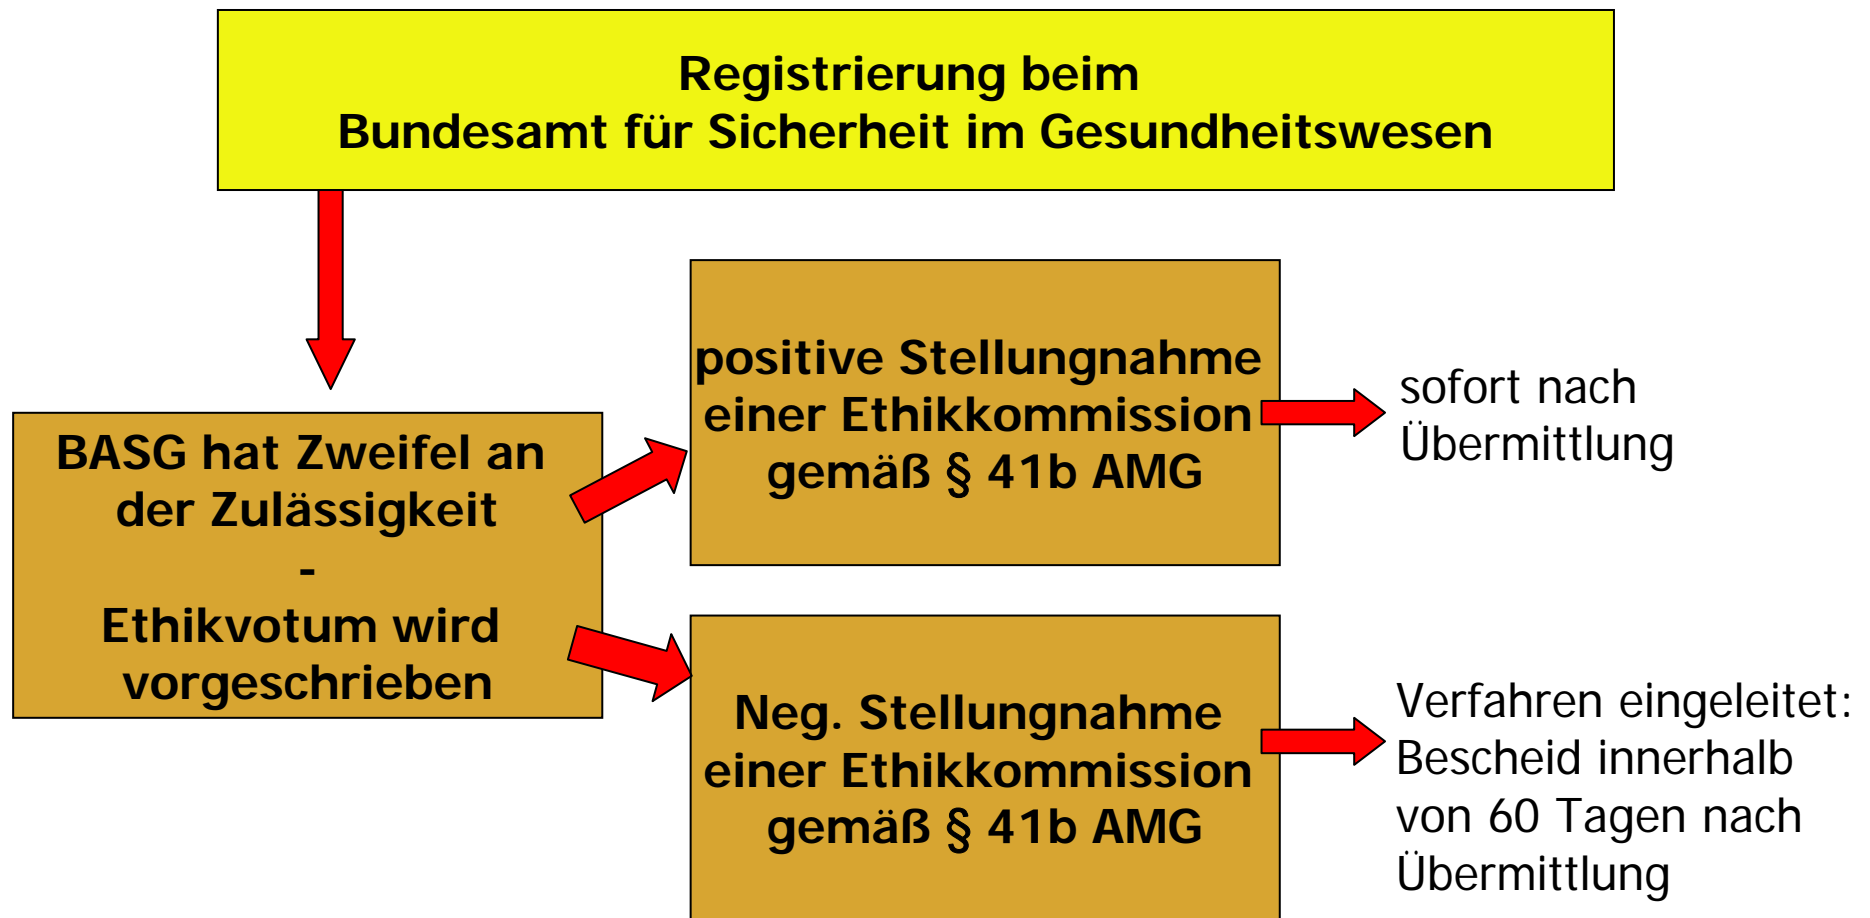 Registrierung beim
Bundesamt für Sicherheit im Gesundheitswesen
BASG hat Zweifel an
der Zulässigkeit
-
Ethikvotum wird
vorgeschrieben
positive Stellungnahme
einer Ethikkommission
gemäß § 41b AMG
sofort nach
Übermittlung
Neg. Stellungnahme
einer Ethikkommission
gemäß § 41b AMG
Verfahren eingeleitet:
Bescheid innerhalb
von 60 Tagen nach
Übermittlung